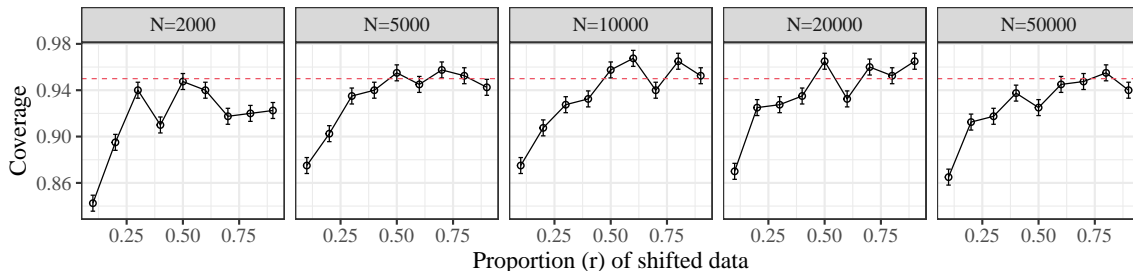 N=2000 N=5000 N=10000 N=20000 N=50000
Coverage
0.98
0.94
0.90
0.86
0.25 0.50 0.75 0.25 0.50 0.75 0.25 0.50 0.75 0.25 0.50 0.75 0.25 0.50 0.75
Proportion (r) of shifted data